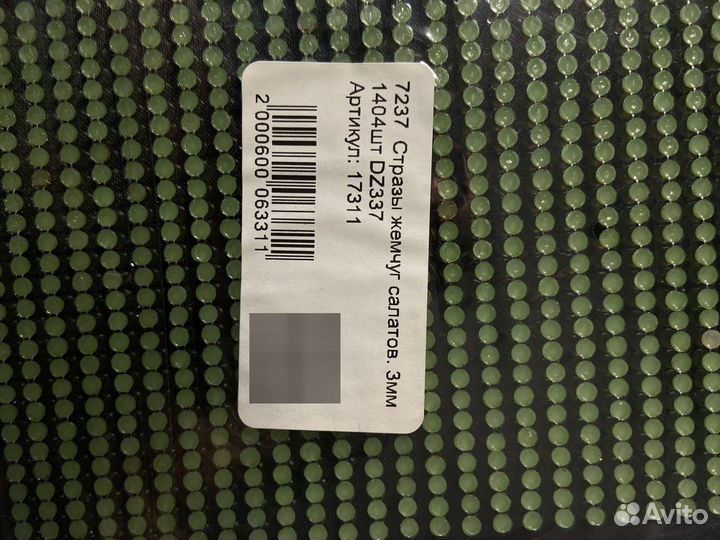 7237 Стразы жемчуг салатов. 3мм
1404шт DZ337
Артикул: 17311
2 000600 063311
Avito